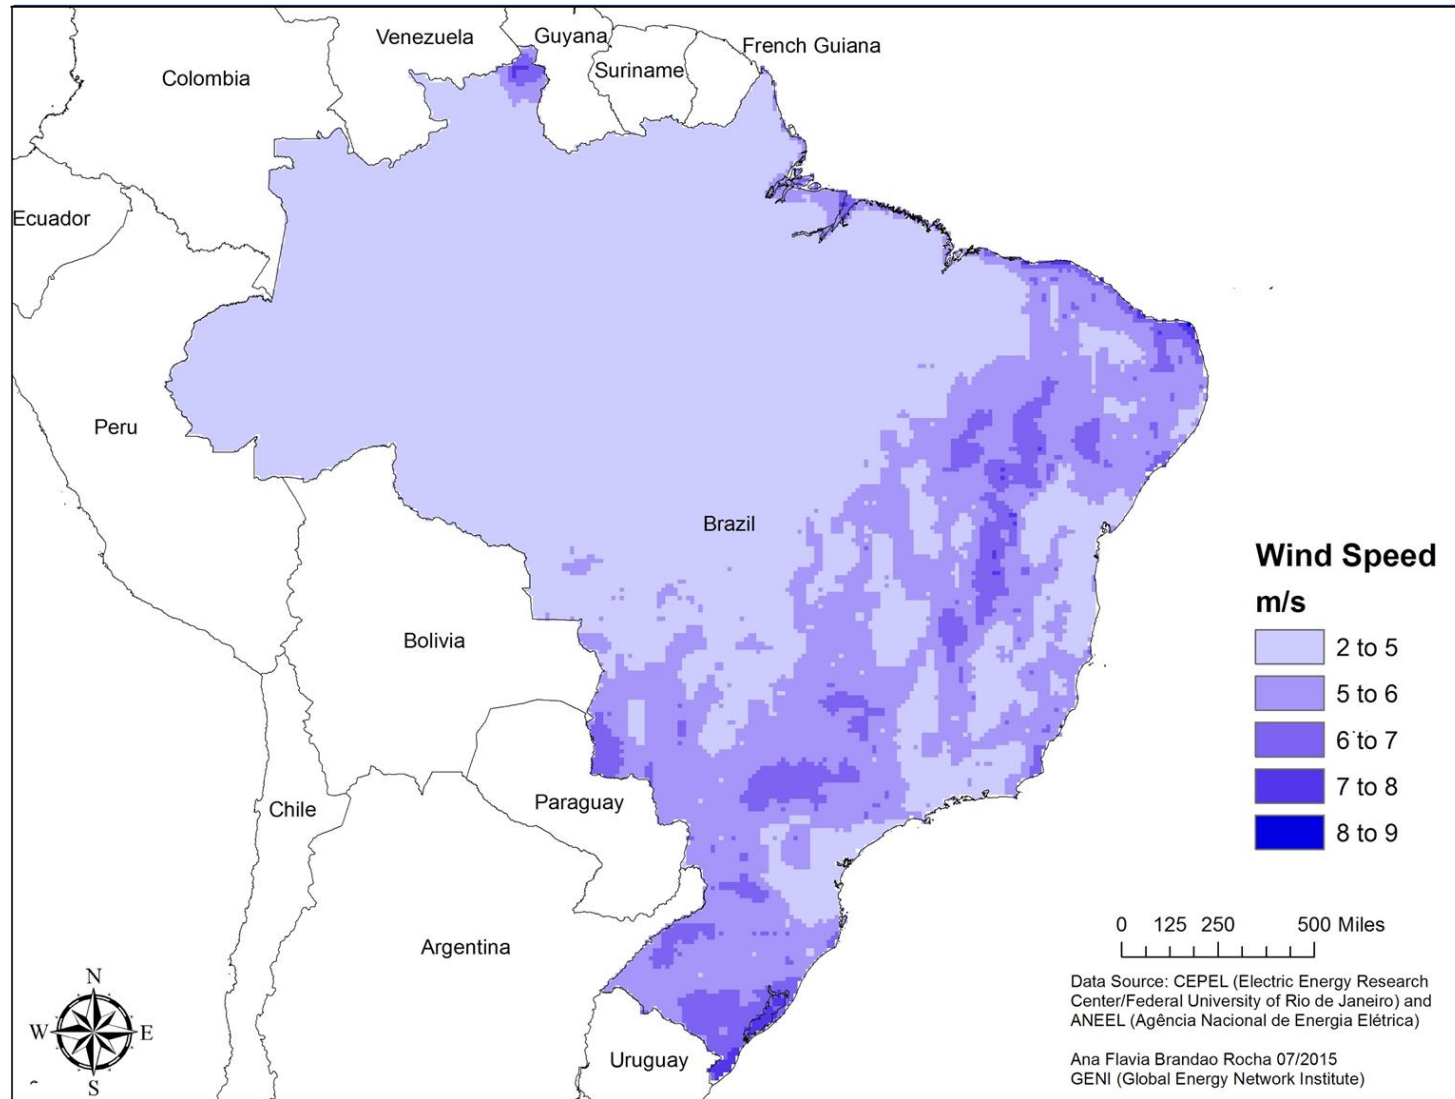 Venezuela
Guyana
French Guiana
Colombia
Suriname
Ecuador
Peru
Brazil
Bolivia
Chile
Paraguay
Argentina
Uruguay
N
W
E
S
Wind Speed
m/s
2 to 5
5 to 6
6 to 7
7 to 8
8 to 9
0 125 250 500 Miles
Data Source: CEPEL (Electric Energy Research
Center/Federal University of Rio de Janeiro) and
ANEEL (Agência Nacional de Energia Elétrica)
Ana Flavia Brandao Rocha 07/2015
GENI (Global Energy Network Institute)